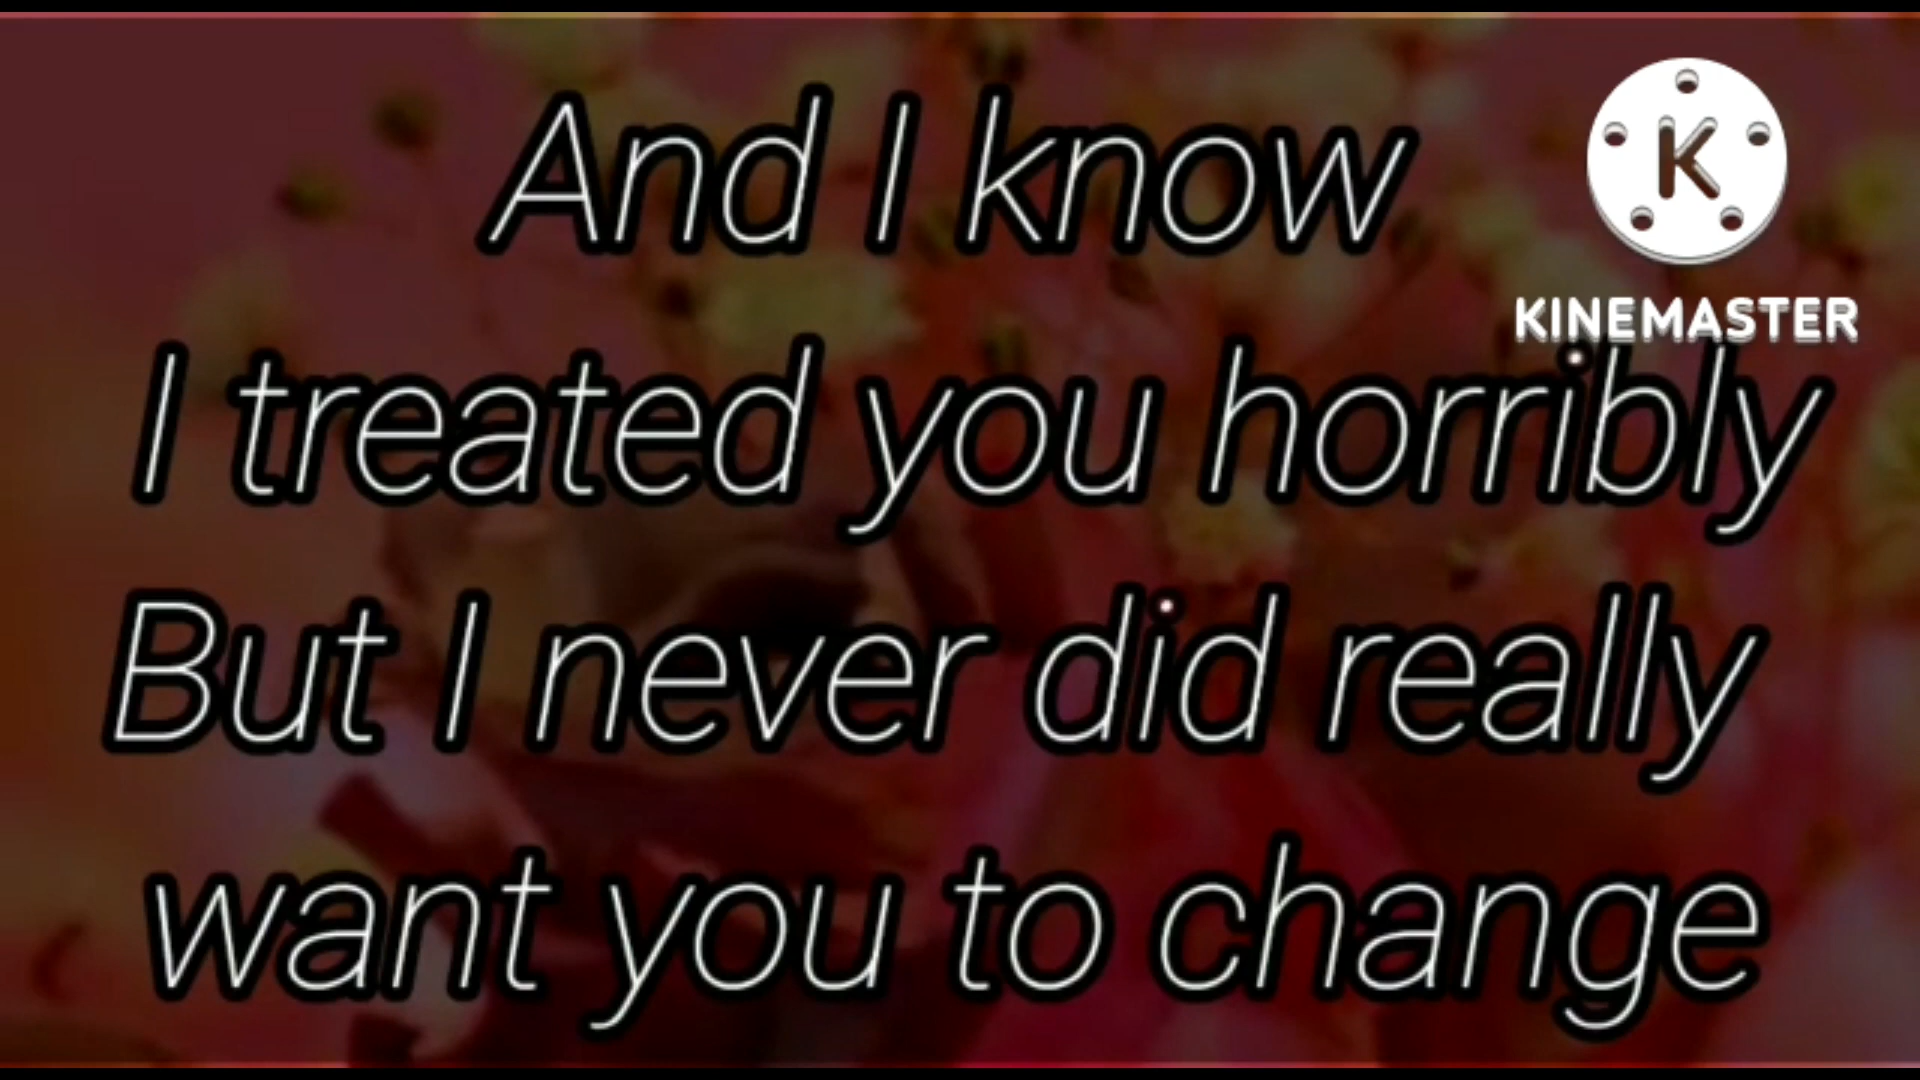 And I know
K
KINEMASTER
I treated you horribly
But I never did really
want you to change